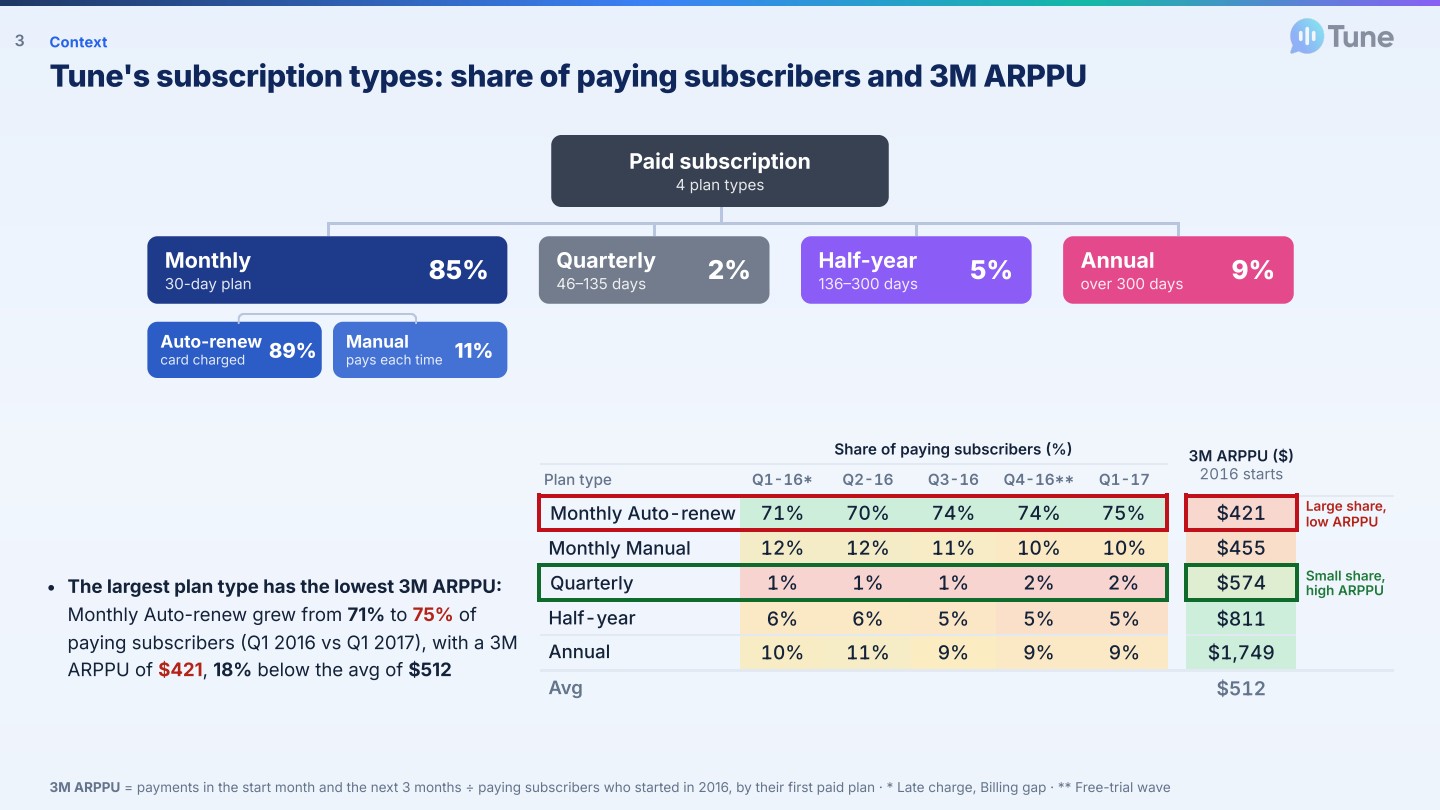 3
Context
Tune
Tune's subscription types: share of paying subscribers and 3M ARPPU
Paid subscription
4 plan types
Monthly
30-day plan
85%
Quarterly
46–135 days
2%
Half-year
136–300 days
5%
Annual
over 300 days
9%
Auto-renew
card charged
89%
Manual
pays each time
11%
Share of paying subscribers (%)
3M ARPPU ($)
2016 starts
Plan type Q1-16* Q2-16 Q3-16 Q4-16** Q1-17
Monthly Auto-renew 71% 70% 74% 74% 75% $421
Large share,
low ARPPU
Monthly Manual 12% 12% 11% 10% 10% $455
Quarterly 1% 1% 1% 2% 2% $574
Small share,
high ARPPU
Half-year 6% 6% 5% 5% 5% $811
Annual 10% 11% 9% 9% 9% $1,749
Avg $512
• The largest plan type has the lowest 3M ARPPU:
Monthly Auto-renew grew from 71% to 75% of
paying subscribers (Q1 2016 vs Q1 2017), with a 3M
ARPPU of $421, 18% below the avg of $512
3M ARPPU = payments in the start month and the next 3 months ÷ paying subscribers who started in 2016, by their first paid plan · * Late charge, Billing gap · ** Free-trial wave